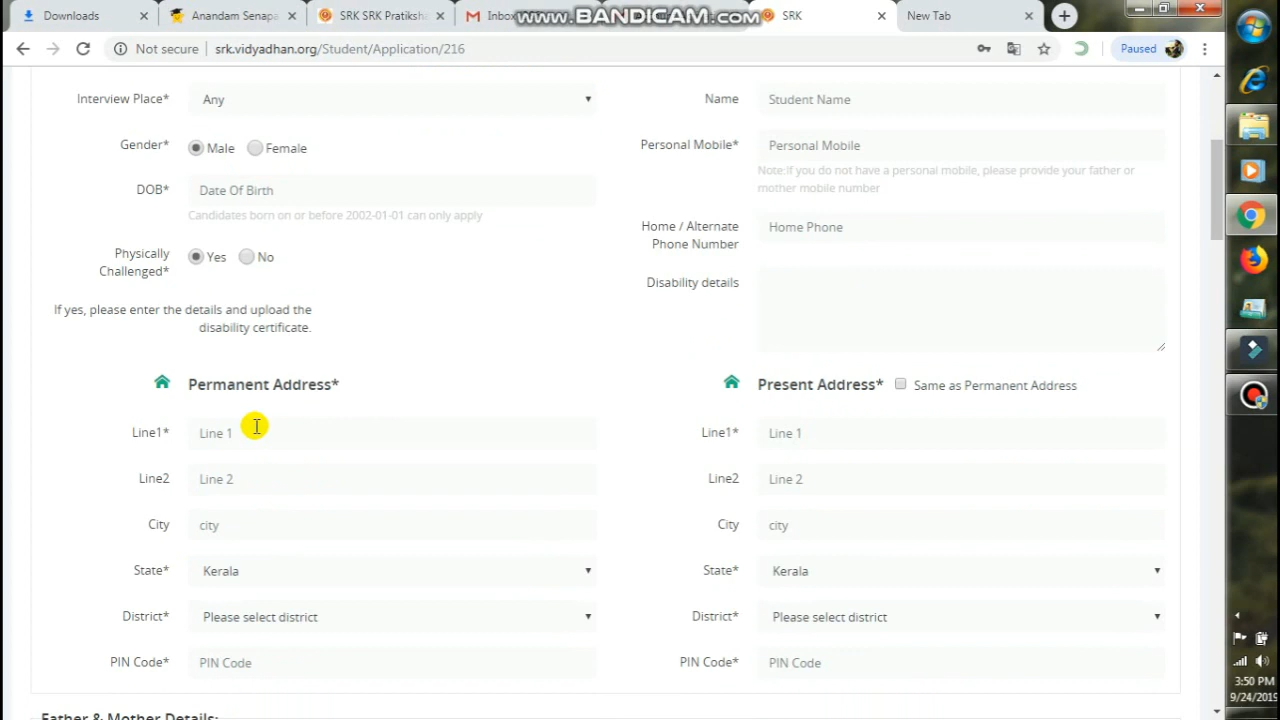 Downloads
Anandam Senapa
SRK SRK Pratiksha
Inbox
www.BANDICAM.com
SRK
New Tab
Not secure
srk.vidyadhan.org/Student/Application/216
Paused
Interview Place*
Any
Name
Student Name
Gender*
Male
Female
Personal Mobile*
Personal Mobile
Note:If you do not have a personal mobile, please provide your father or
mother mobile number
DOB*
Date Of Birth
Candidates born on or before 2002-01-01 can only apply
Home / Alternate
Phone Number
Home Phone
Physically
Challenged*
Yes
No
Disability details
If yes, please enter the details and upload the
disability certificate.
Permanent Address*
Present Address*
Same as Permanent Address
Line1*
Line 1
Line1*
Line 1
Line2
Line 2
Line2
Line 2
City
city
City
city
State*
Kerala
State*
Kerala
District*
Please select district
District*
Please select district
PIN Code*
PIN Code
PIN Code*
PIN Code
Father & Mother Details:
3:50 PM
9/24/2019